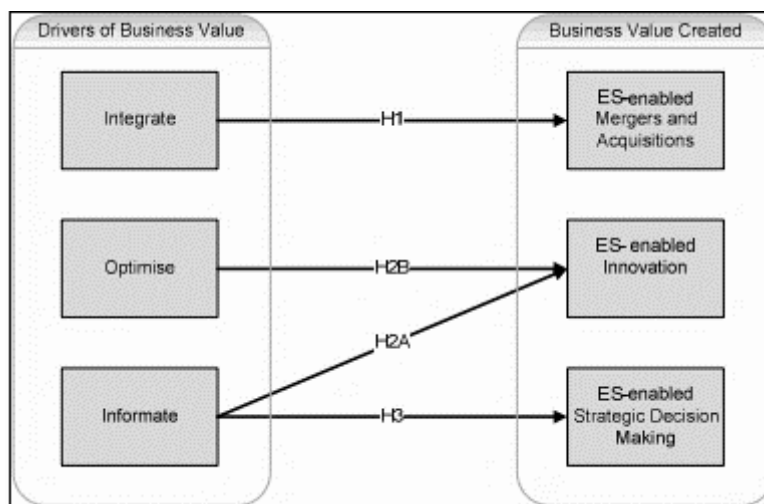 Drivers of Business Value
Business Value Created
Integrate
H1
ES-enabled
Mergers and
Acquisitions
Optimise
H2B
ES- enabled
Innovation
H2A
Informate
H3
ES-enabled
Strategic Decision
Making